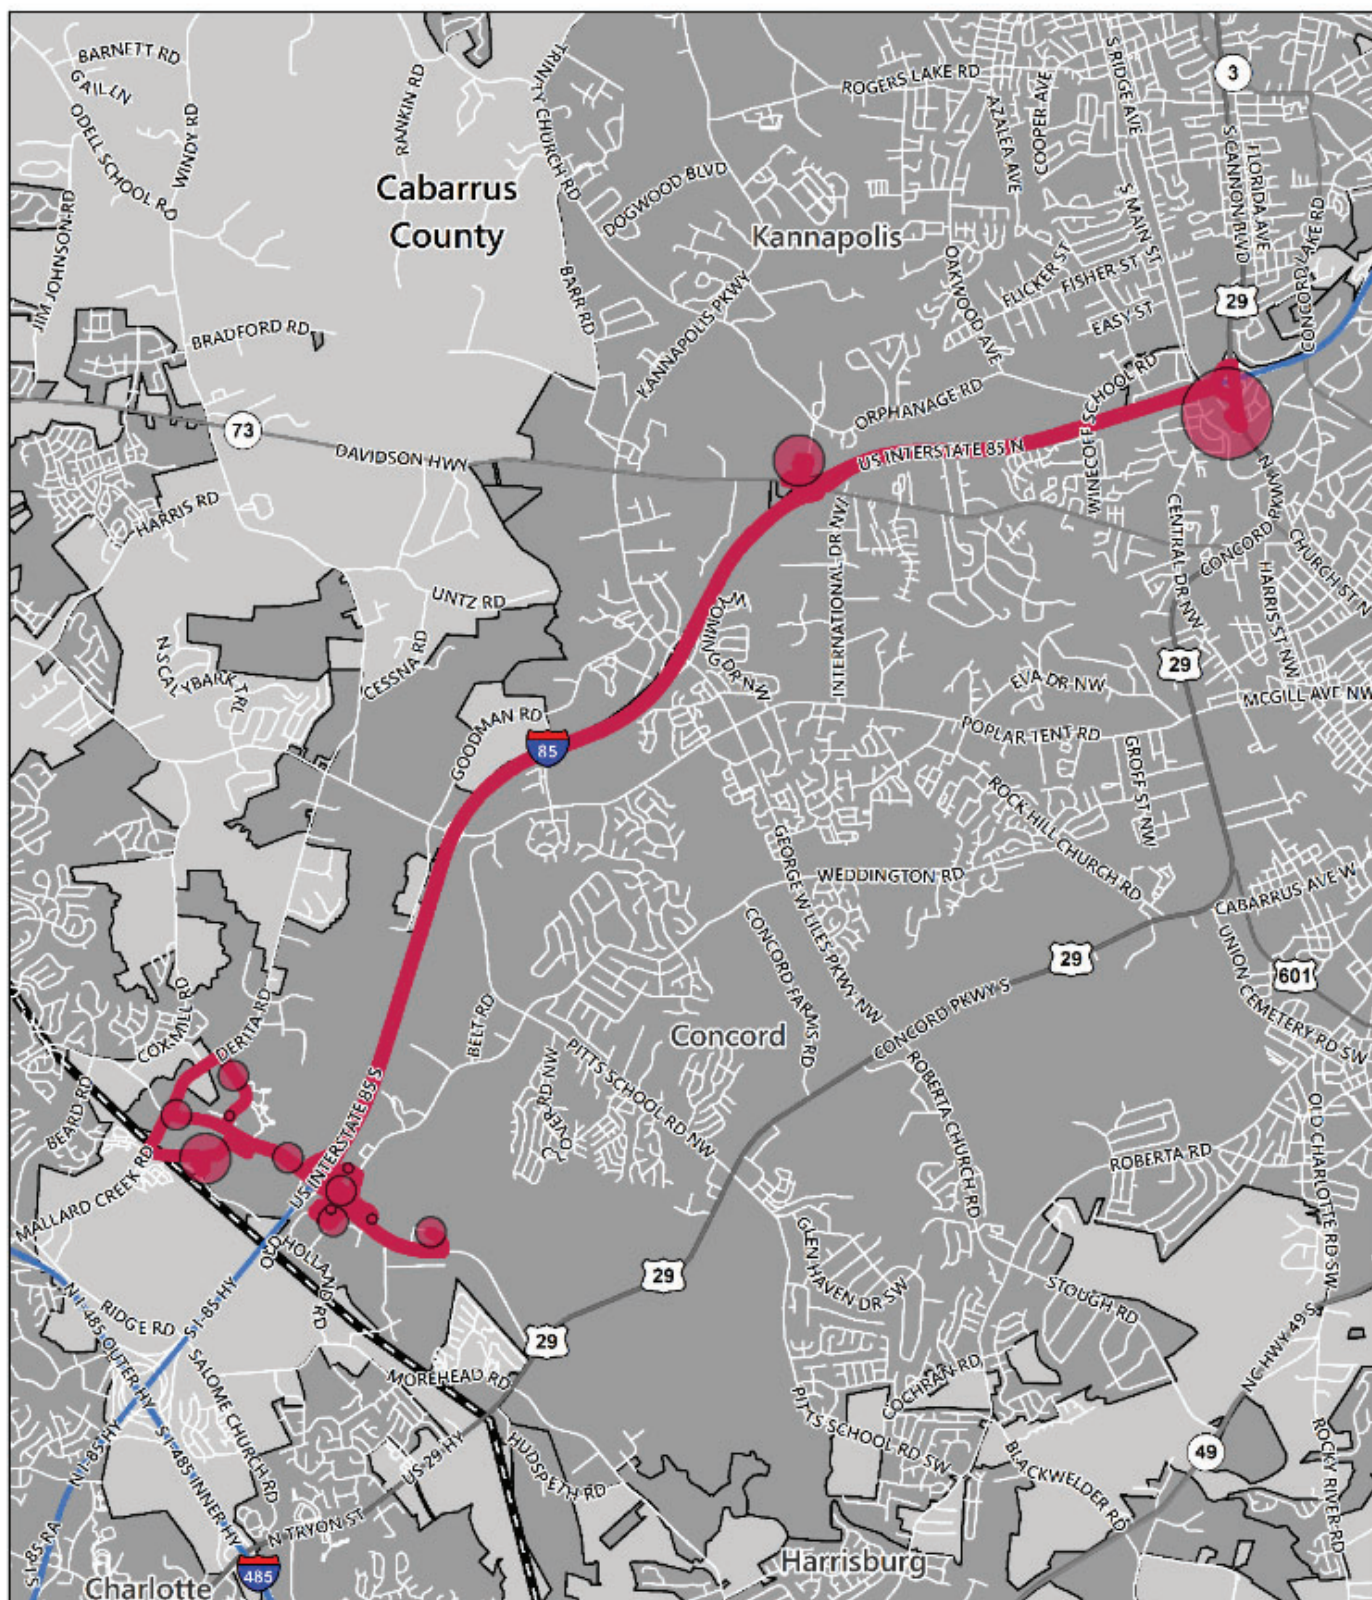 BARNETT RD
GAIL LN
ODELL SCHOOL RD
WINDY RD
RANKIN RD
TRINITY CHURCH RD
ROGERS LAKE RD
AZALEA AVE
COOPER AVE
S RIDGE AVE
3
S CANNON BLVD
FLORIDA AVE
CONCORD LAKE RD
Cabarrus
County
DOGWOOD BLVD
Kannapolis
S MAIN ST
JIM JOHNSON RD
BARR RD
KANNAPOLIS PKWY
OAKWOOD AVE
FLICKER ST
FISHER ST
EASY ST
29
BRADFORD RD
WINECOFF SCHOOL RD
ORPHANAGE RD
73
DAVIDSON HWY
US INTERSTATE 85 N
HARRIS RD
INTERNATIONAL DR NW
CENTRAL DR NW
CONCORD PKWY N
CHURCH ST N
HARRIS ST NW
UNTZ RD
WYOMING DR NW
N SCALYBARK TRL
CESSNA RD
29
EVA DR NW
MCGILL AVE NW
GOODMAN RD
85
POPLAR TENT RD
GROFF ST NW
ROCK HILL CHURCH RD
GEORGE W LILES PKWY NW
WEDDINGTON RD
CABARRUS AVE W
CONCORD FARMS RD
29
601
UNION CEMETERY RD SW
COX MILL RD
DERITA RD
BELT RD
Concord
CONCORD PKWY S
PITTS SCHOOL RD NW
DOVER RD NW
ROBERTA CHURCH RD
OLD CHARLOTTE RD SW
BEARD RD
US INTERSTATE 85 S
ROBERTA RD
MALLARD CREEK RD
HOLLAND RD
GLEN HAVEN DR SW
29
STOUGH RD
N I-485 OUTER HY
RIDGE RD
S I-85 HY
29
NC HWY 49 S
SALOME CHURCH RD
MOREHEAD RD
COCHRAN RD
PITTS SCHOOL RD SW
N I-85 HY
S I-485 INNER HY
US 29 HY
HUDSPETH RD
BLACKWELDER RD
49
ROCKY RIVER RD
S I-85 RA
N TRYON ST
485
Charlotte
Harrisburg